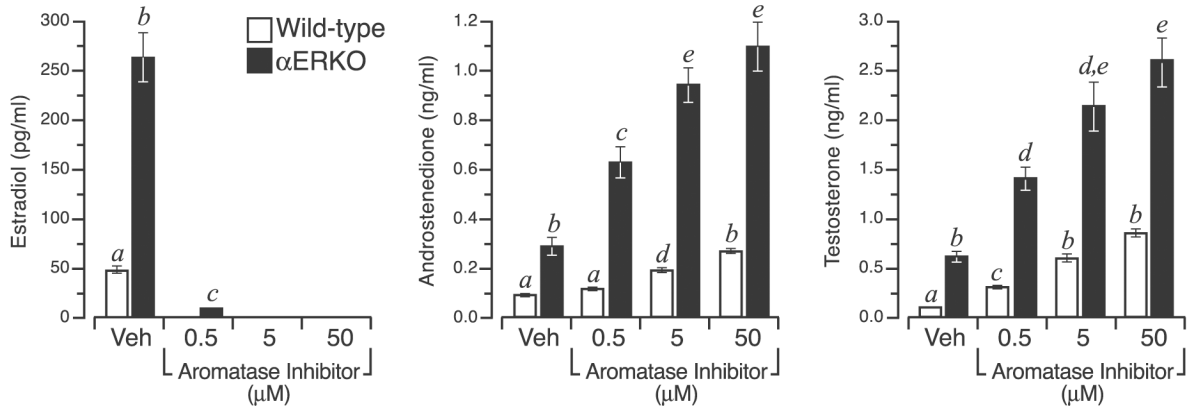 Estradiol (pg/ml)
300
250
200
150
100
50
0
a
b
c
Wild-type
αERKO
Veh
0.5
5
50
Aromatase Inhibitor
(μM)
Androstenedione (ng/ml)
1.2
1.0
0.8
0.6
0.4
0.2
0.0
a
b
a
c
d
e
b
e
Veh
0.5
5
50
Aromatase Inhibitor
(μM)
Testosterone (ng/ml)
3.0
2.5
2.0
1.5
1.0
0.5
0.0
a
b
c
d
b
d,e
b
e
Veh
0.5
5
50
Aromatase Inhibitor
(μM)